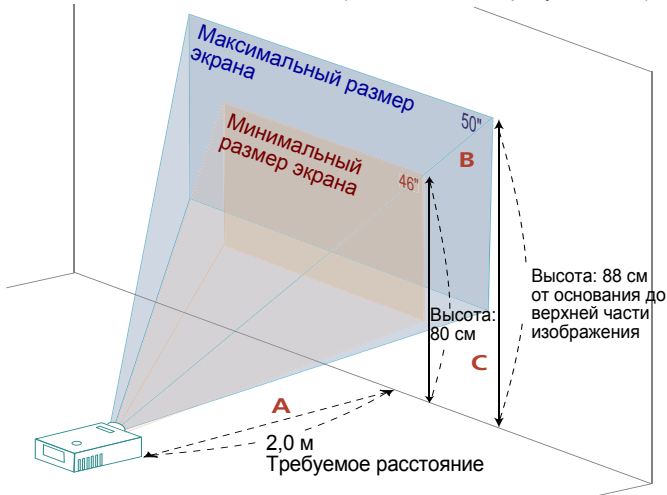 Максимальный размер
экрана
50"
B
Минимальный
размер экрана
46"
Высота: 88 см
от основания до
верхней части
изображения
Высота:
80 см
C
A
2,0 м
Требуемое расстояние